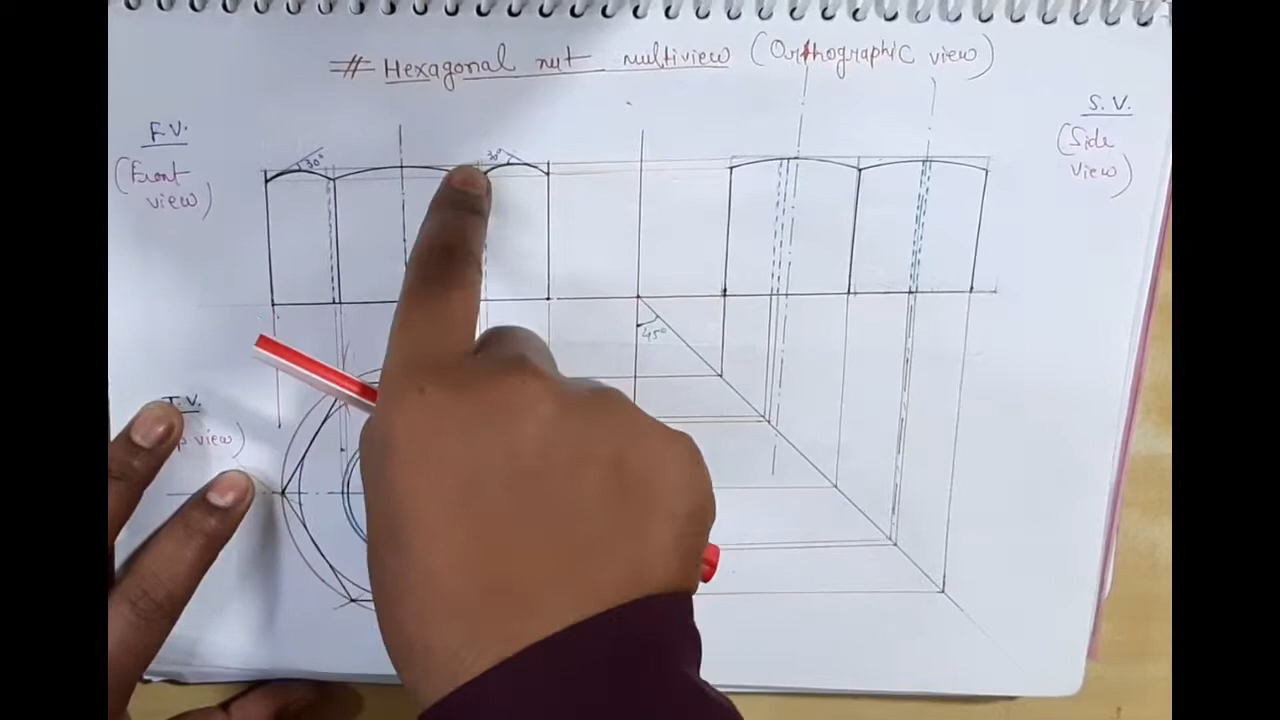 # Hexagonal nut multiview (Orthographic view)
F.V.
(Front
view)
S.V.
(Side
view)
30°
30°
45°
T.V.
view)